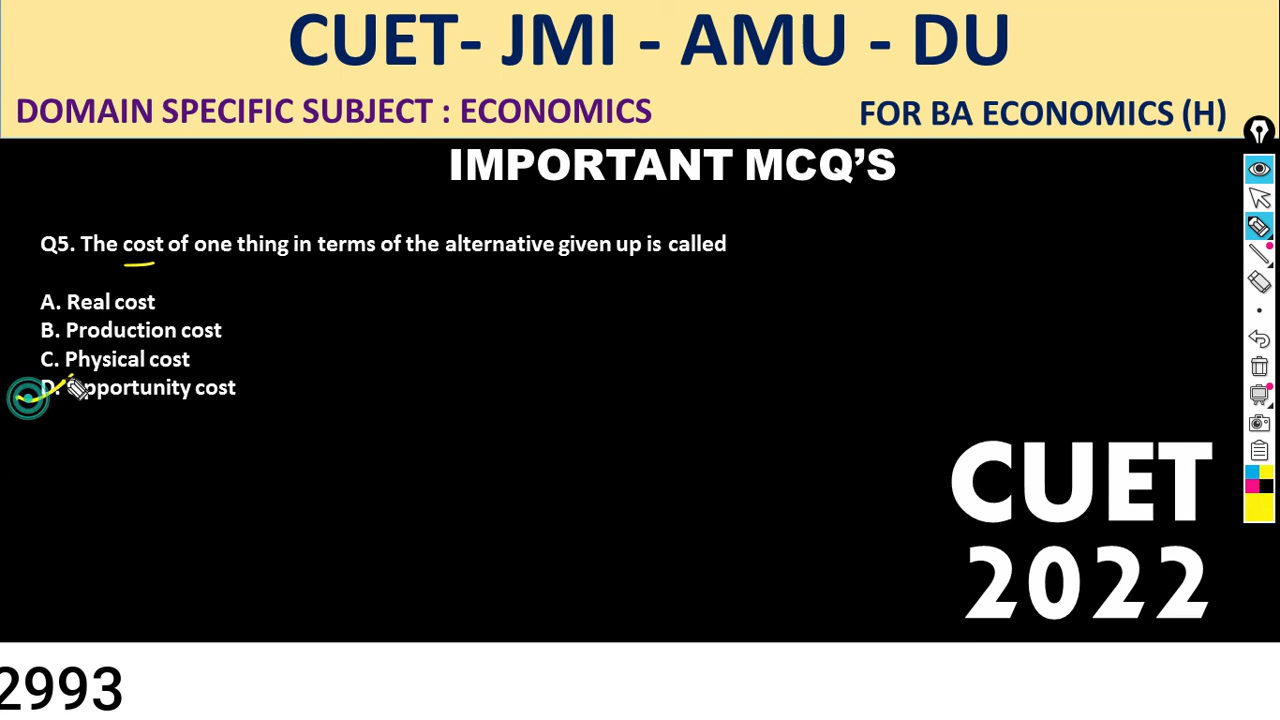 CUET- JMI - AMU - DU
DOMAIN SPECIFIC SUBJECT : ECONOMICS
FOR BA ECONOMICS (H)
IMPORTANT MCQ'S
Q5. The cost of one thing in terms of the alternative given up is called
A. Real cost
B. Production cost
C. Physical cost
D. Opportunity cost
CUET
2022
2993